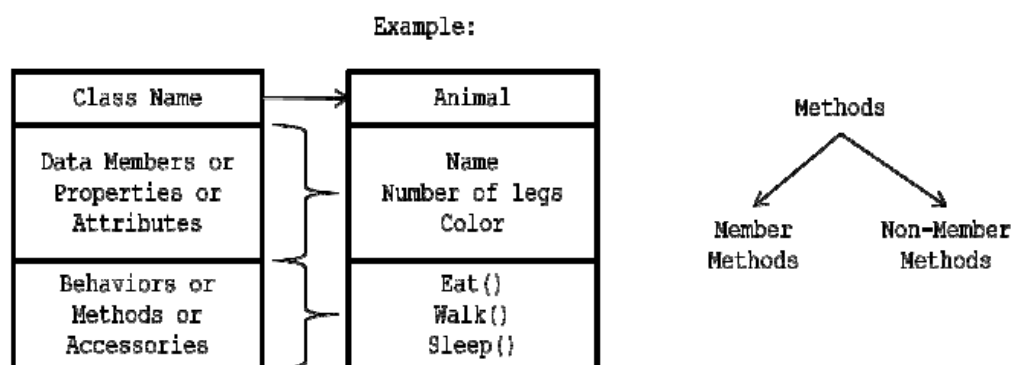 Example:
Class Name
Animal
Data Members or
Properties or
Attributes
Name
Number of legs
Color
Behaviors or
Methods or
Accessories
Eat()
Walk()
Sleep()
Methods
Member
Methods
Non-Member
Methods